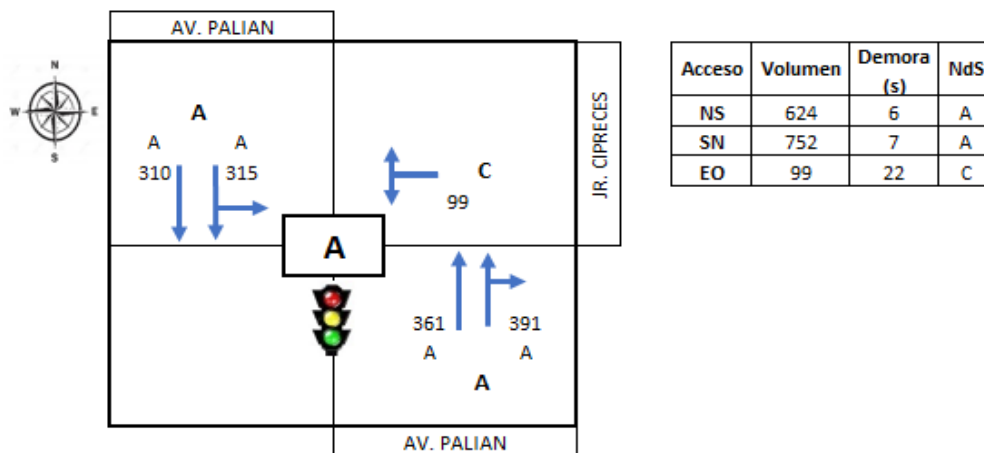 AV. PALIAN
N
W E
S
A
A A
310 315
C
99
JR. CIPRECES
A
361 391
A A
A
AV. PALIAN
Acceso Volumen Demora (s) NdS
NS 624 6 A
SN 752 7 A
EO 99 22 C